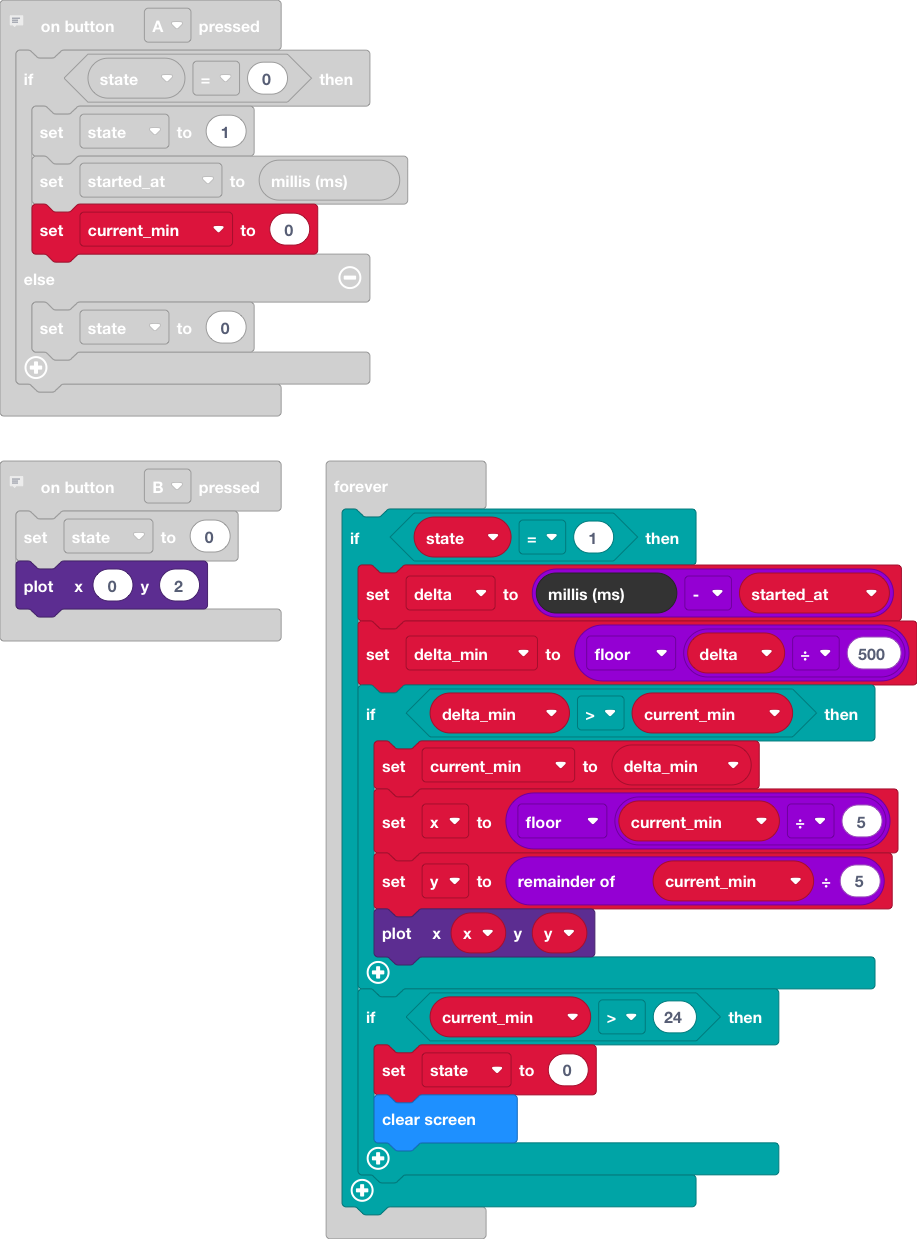 on button A pressed
if state = 0 then
set state to 1
set started_at to millis (ms)
set current_min to 0
else
set state to 0
on button B pressed
set state to 0
plot x 0 y 2
forever
if state = 1 then
set delta to millis (ms) - started_at
set delta_min to floor delta ÷ 500
if delta_min > current_min then
set current_min to delta_min
set x to floor current_min ÷ 5
set y to remainder of current_min ÷ 5
plot x x y y
if current_min > 24 then
set state to 0
clear screen